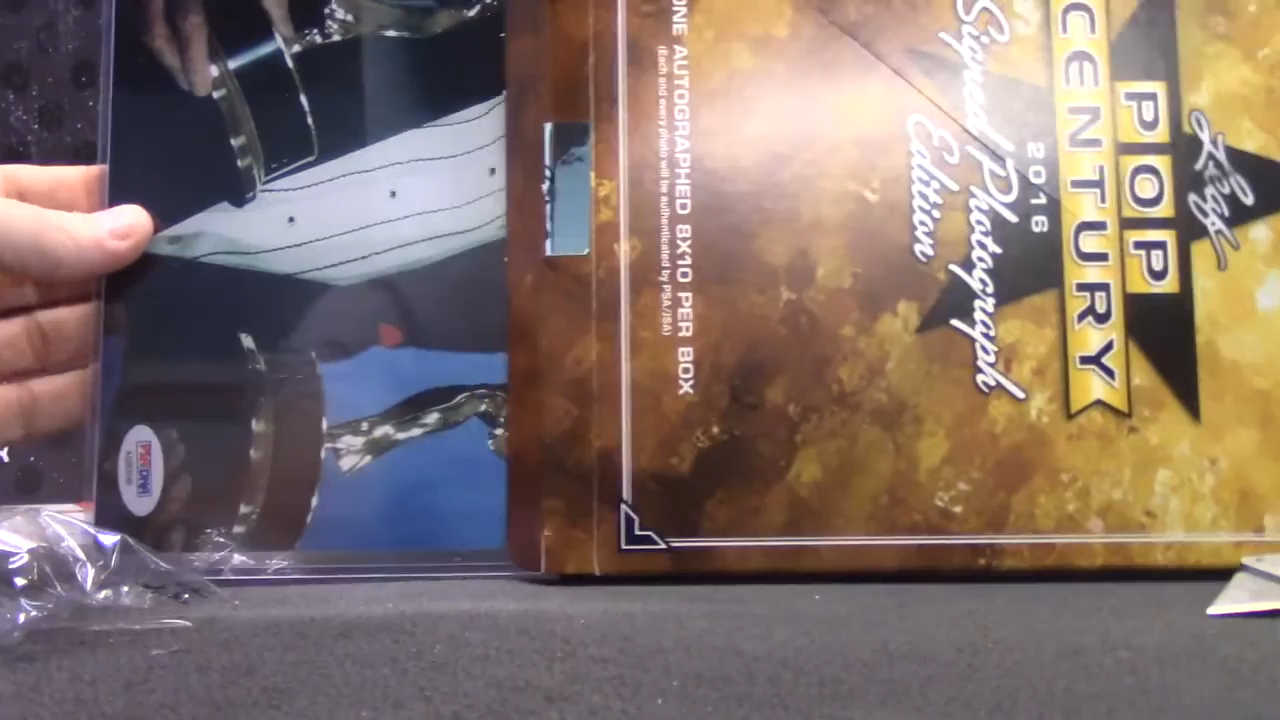 Leaf
POP
CENTURY
2016
Signed Photograph
Edition
ONE AUTOGRAPHED 8X10 PER BOX
(Each and every photo will be authenticated by PSA/JSA)
PSA/DNA